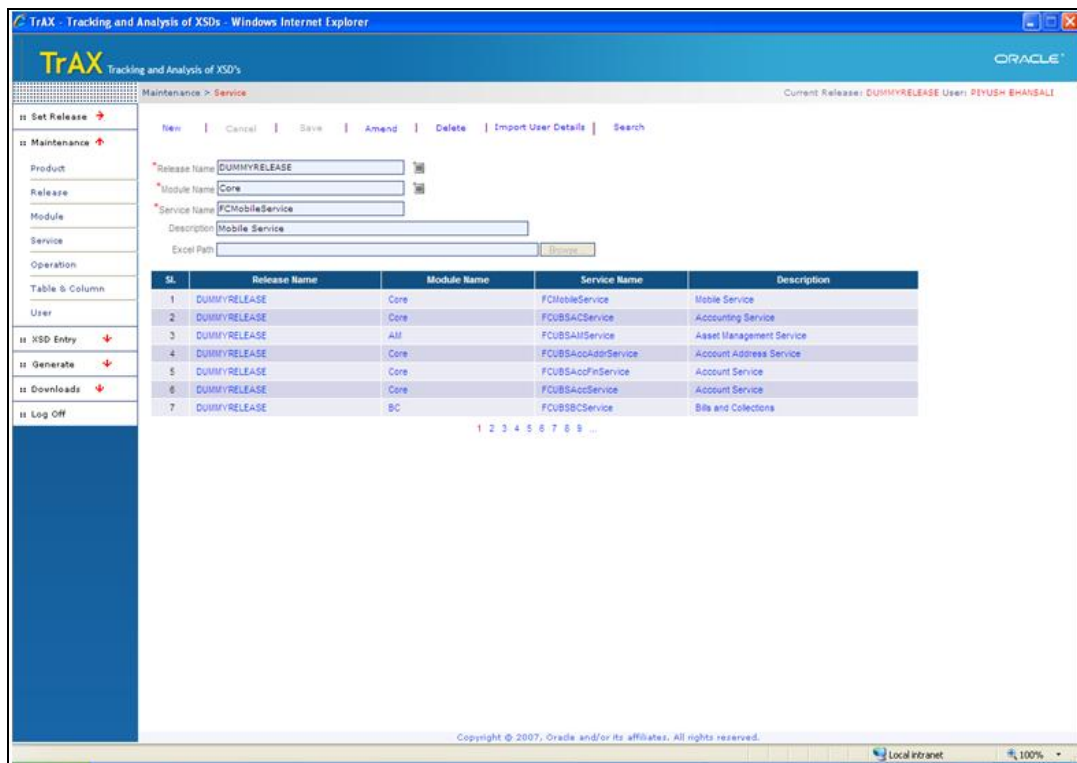 TrAX - Tracking and Analysis of XSDs - Windows Internet Explorer
TrAX Tracking and Analysis of XSD's
ORACLE
Maintenance > Service
Current Release: DUMMYRELEASE User: PIYUSH BHANSALI
Set Release
Maintenance
Product
Release
Module
Service
Operation
Table & Column
User
XSD Entry
Generate
Downloads
Log Off
New | Cancel | Save | Amend | Delete | Import User Details | Search
*Release Name DUMMYRELEASE
*Module Name Core
*Service Name FCMobileService
Description Mobile Service
Excel Path Browse...
SI. Release Name Module Name Service Name Description
1 DUMMYRELEASE Core FCMobileService Mobile Service
2 DUMMYRELEASE Core FCUBSACService Accounting Service
3 DUMMYRELEASE AM FCUBSAMService Asset Management Service
4 DUMMYRELEASE Core FCUBSAccAddrService Account Address Service
5 DUMMYRELEASE Core FCUBSAccFinService Account Service
6 DUMMYRELEASE Core FCUBSAccService Account Service
7 DUMMYRELEASE BC FCUBSBCService Bills and Collections
1 2 3 4 5 6 7 8 9 ...
Copyright © 2007, Oracle and/or its affiliates. All rights reserved.
Local intranet
100%